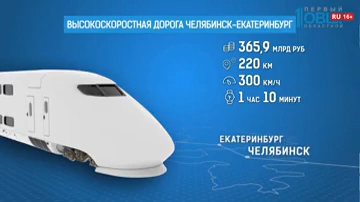 ПЕРВЫЙ
OBL RU 16+
ОБЛАСТНОЙ
ВЫСОКОСКОРОСТНАЯ ДОРОГА ЧЕЛЯБИНСК-ЕКАТЕРИНБУРГ
365,9 МЛРД РУБ
220 КМ
300 КМ/Ч
1 ЧАС 10 МИНУТ
ЕКАТЕРИНБУРГ
ЧЕЛЯБИНСК